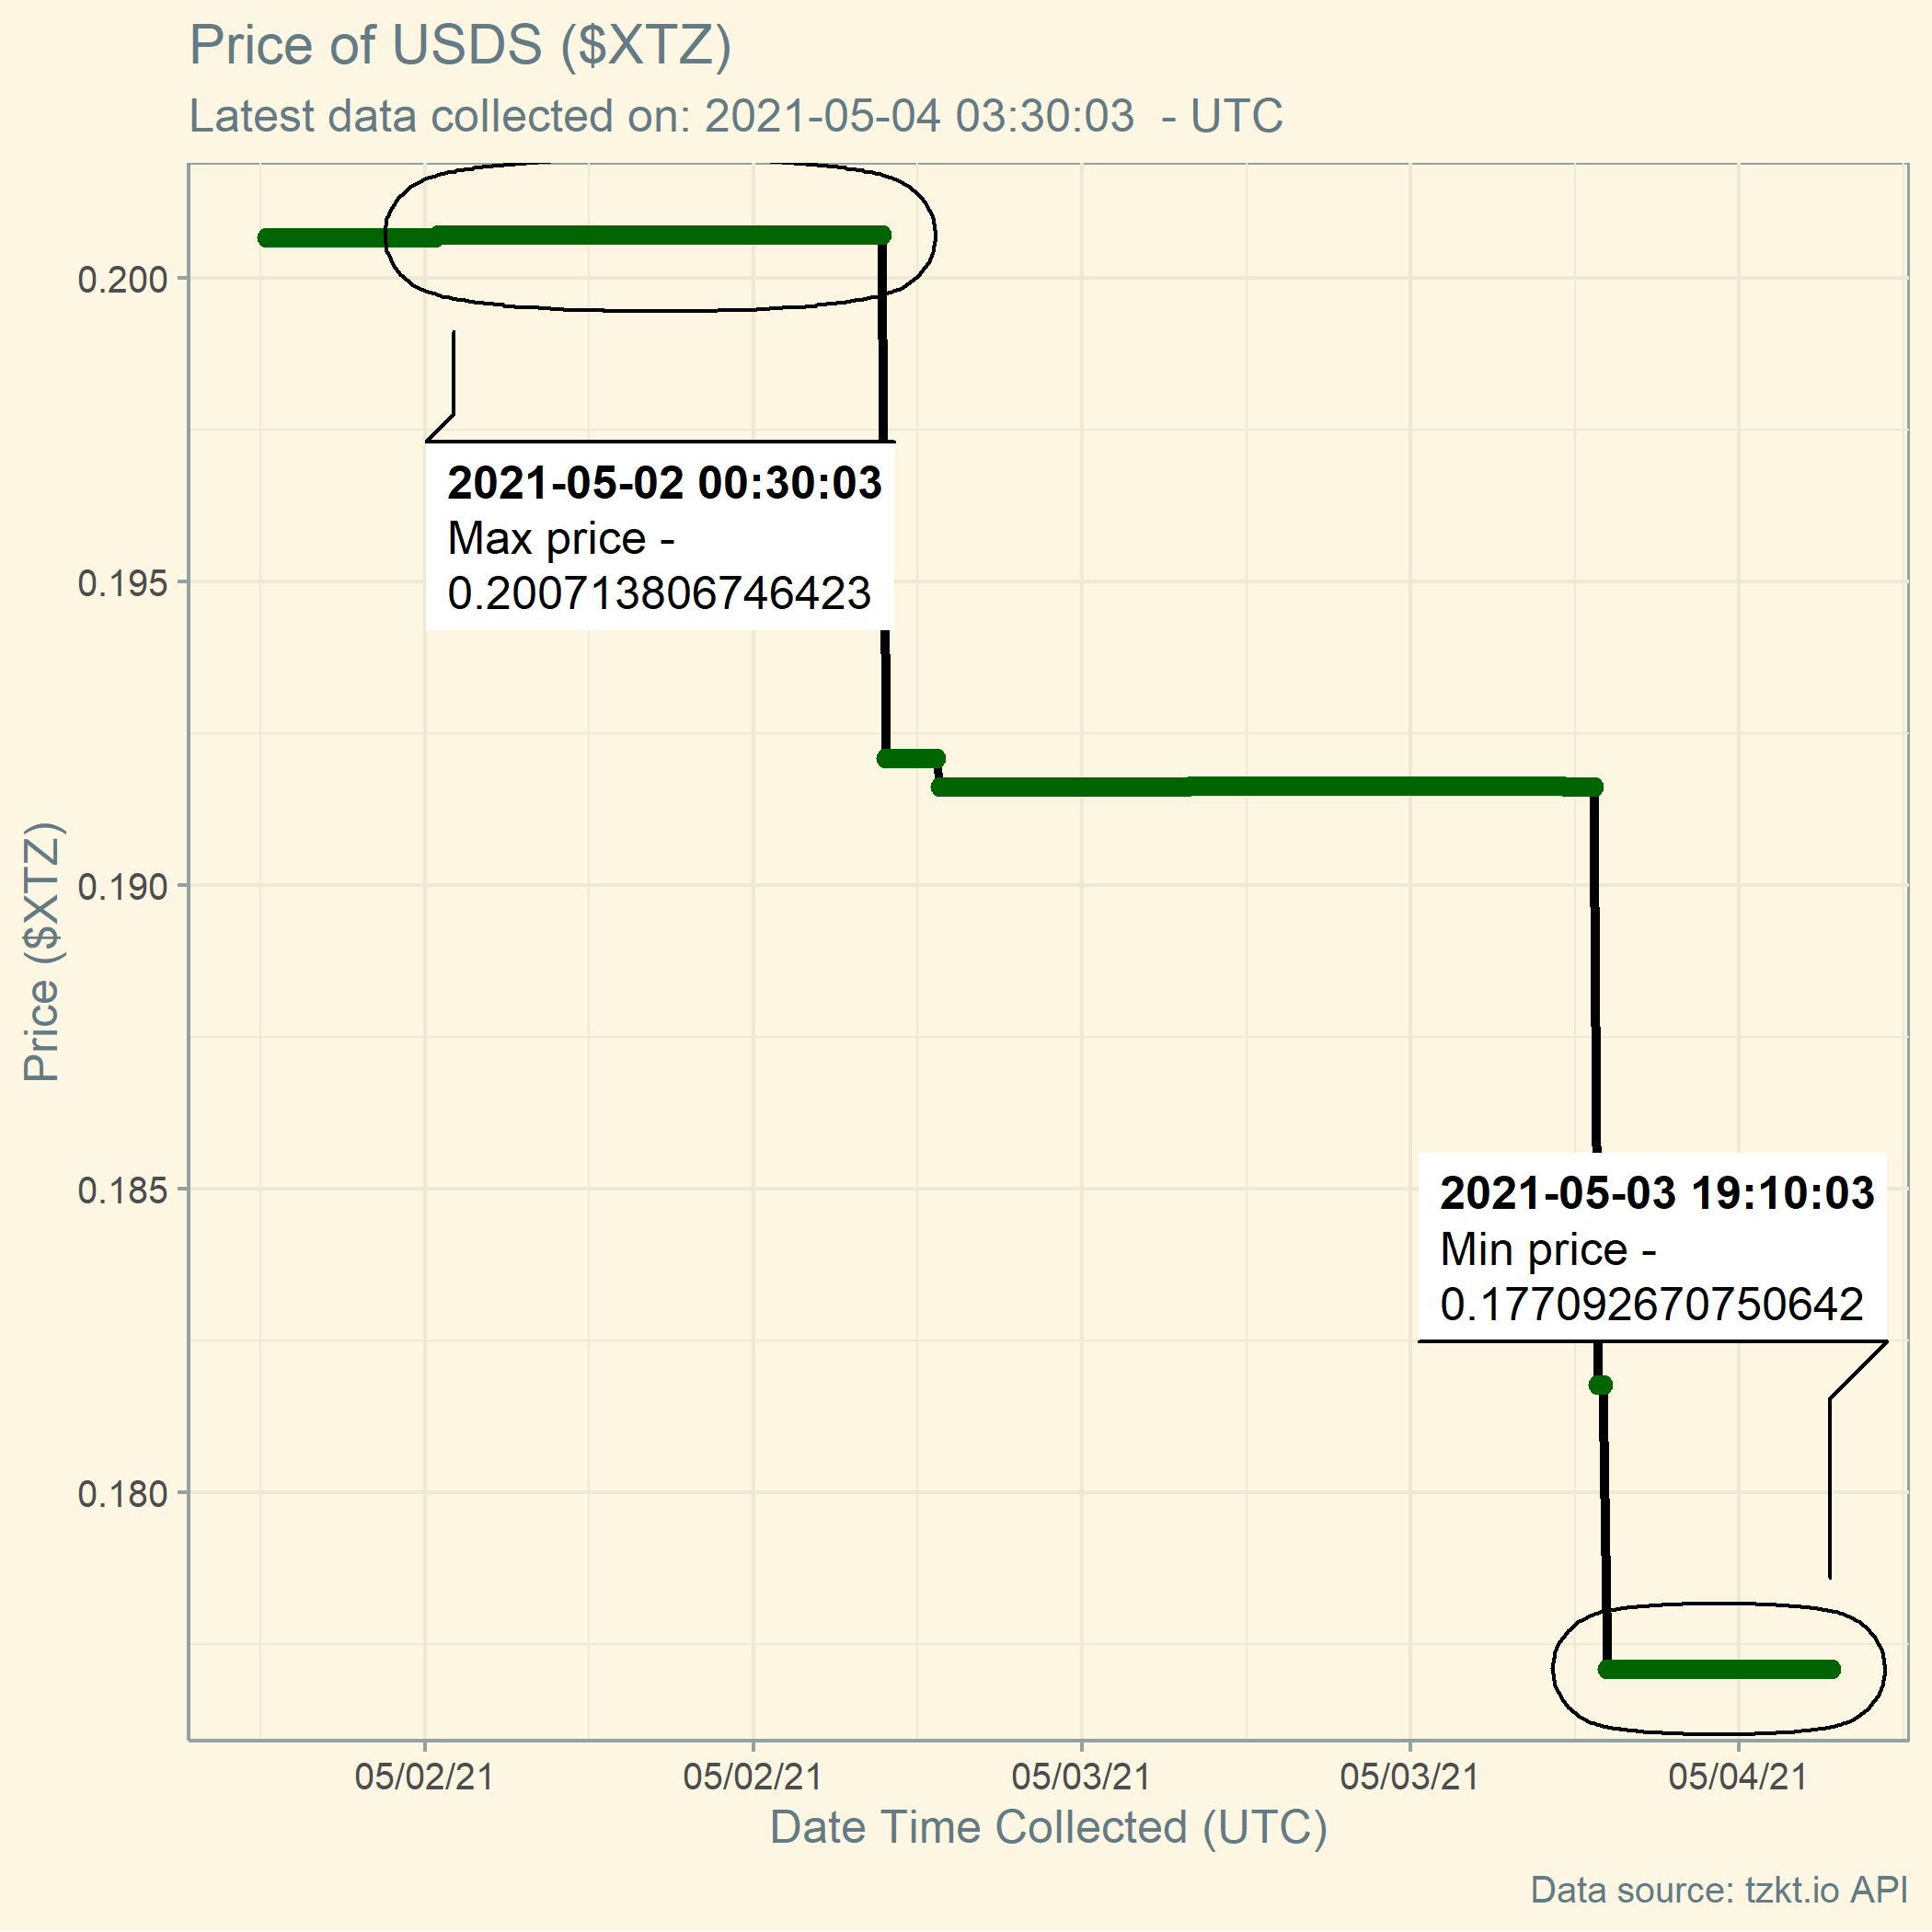 Price of USDS ($XTZ)
Latest data collected on: 2021-05-04 03:30:03  - UTC
0.200
0.195
0.190
0.185
0.180
Price ($XTZ)
2021-05-02 00:30:03
Max price -
0.200713806746423
2021-05-03 19:10:03
Min price -
0.177092670750642
05/02/21
05/02/21
05/03/21
05/03/21
05/04/21
Date Time Collected (UTC)
Data source: tzkt.io API